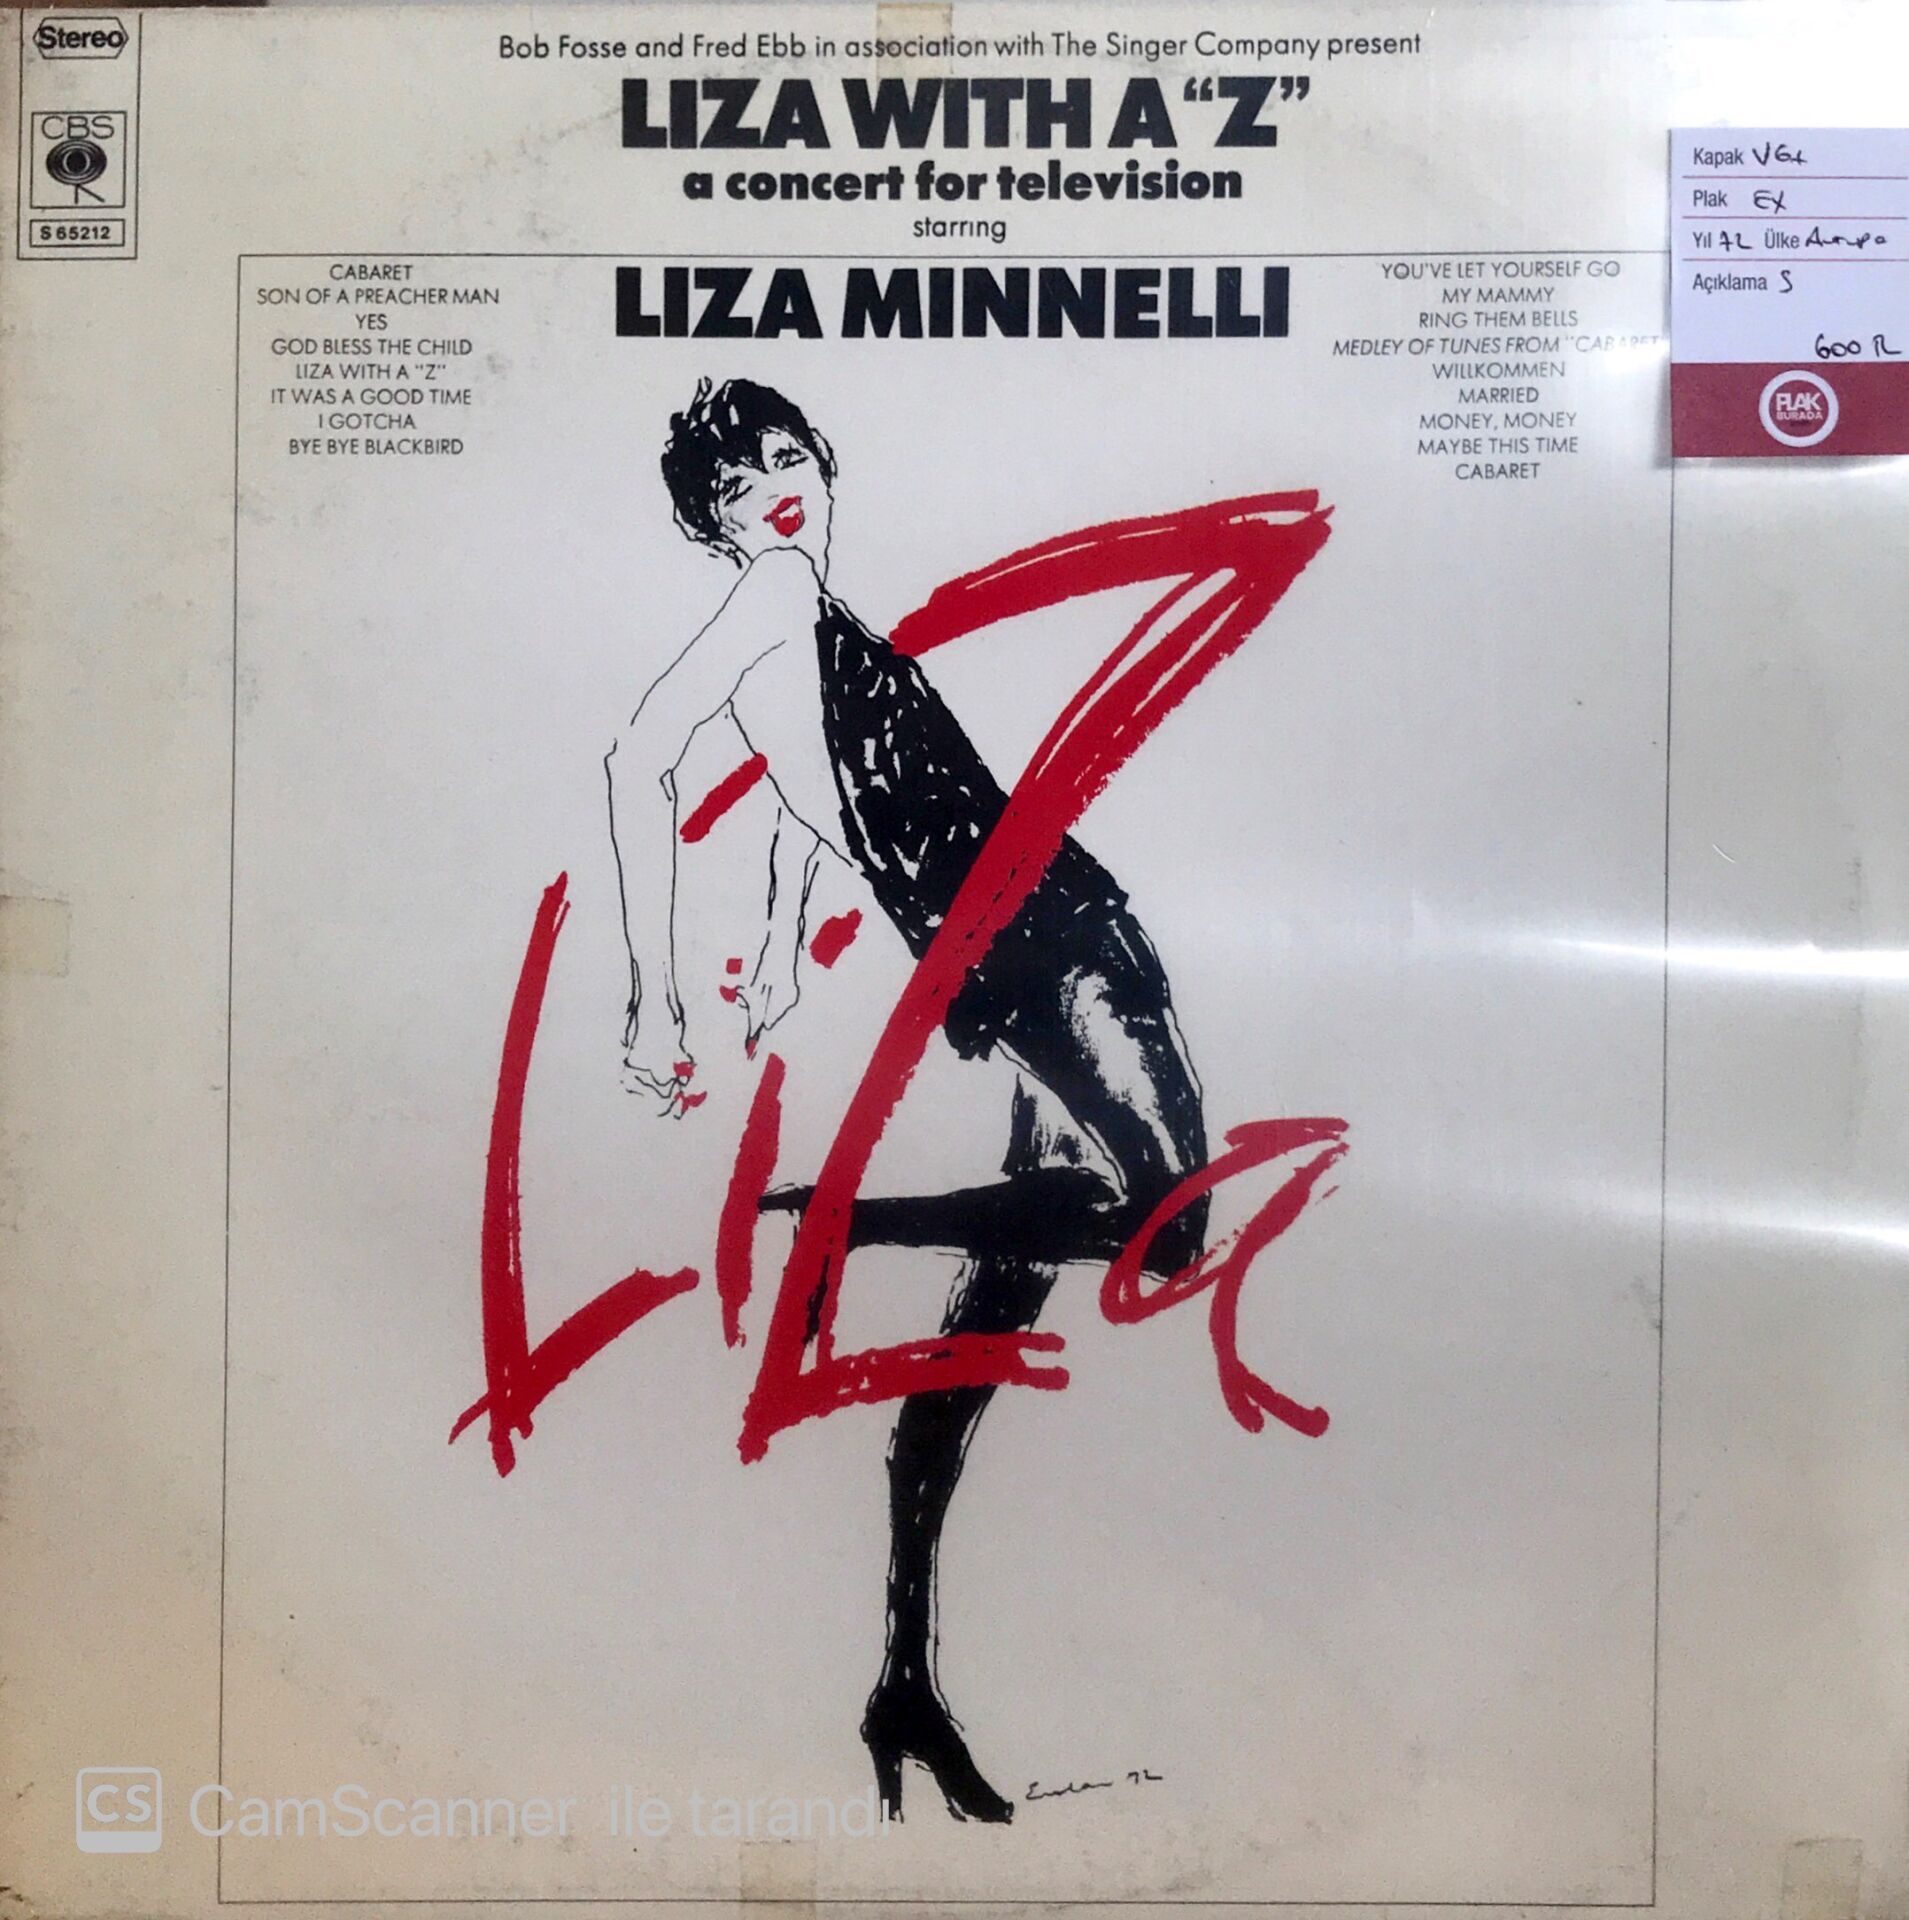 Stereo
CBS
S 65212
Bob Fosse and Fred Ebb in association with The Singer Company present
LIZA WITH A “Z”
a concert for television
starring
LIZA MINNELLI
CABARET
SON OF A PREACHER MAN
YES
GOD BLESS THE CHILD
LIZA WITH A "Z"
IT WAS A GOOD TIME
I GOTCHA
BYE BYE BLACKBIRD
YOU'VE LET YOURSELF GO
MY MAMMY
RING THEM BELLS
MEDLEY OF TUNES FROM "CABARET
WILLKOMMEN
MARRIED
MONEY, MONEY
MAYBE THIS TIME
CABARET
Kapak VG+
Plak EX
Yıl 72 Ülke Avrupa
Açıklama S
600 TL
PLAK
BURADA
LiZa
72
CS CamScanner ile tarandı